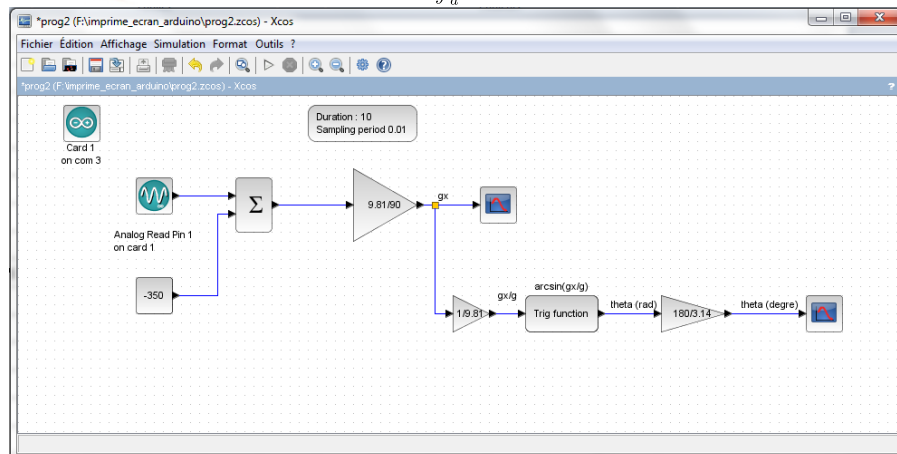 *prog2 (F:\imprime_ecran_arduino\prog2.zcos) - Xcos
Fichier Édition Affichage Simulation Format Outils ?
*prog2 (F:\imprime_ecran_arduino\prog2.zcos) - Xcos
?
Card 1
on com 3
Duration : 10
Sampling period 0.01
Analog Read Pin 1
on card 1
Σ
9.81/90
gx
-350
1/9.81
gx/g
arcsin(gx/g)
Trig function
theta (rad)
180/3.14
theta (degre)